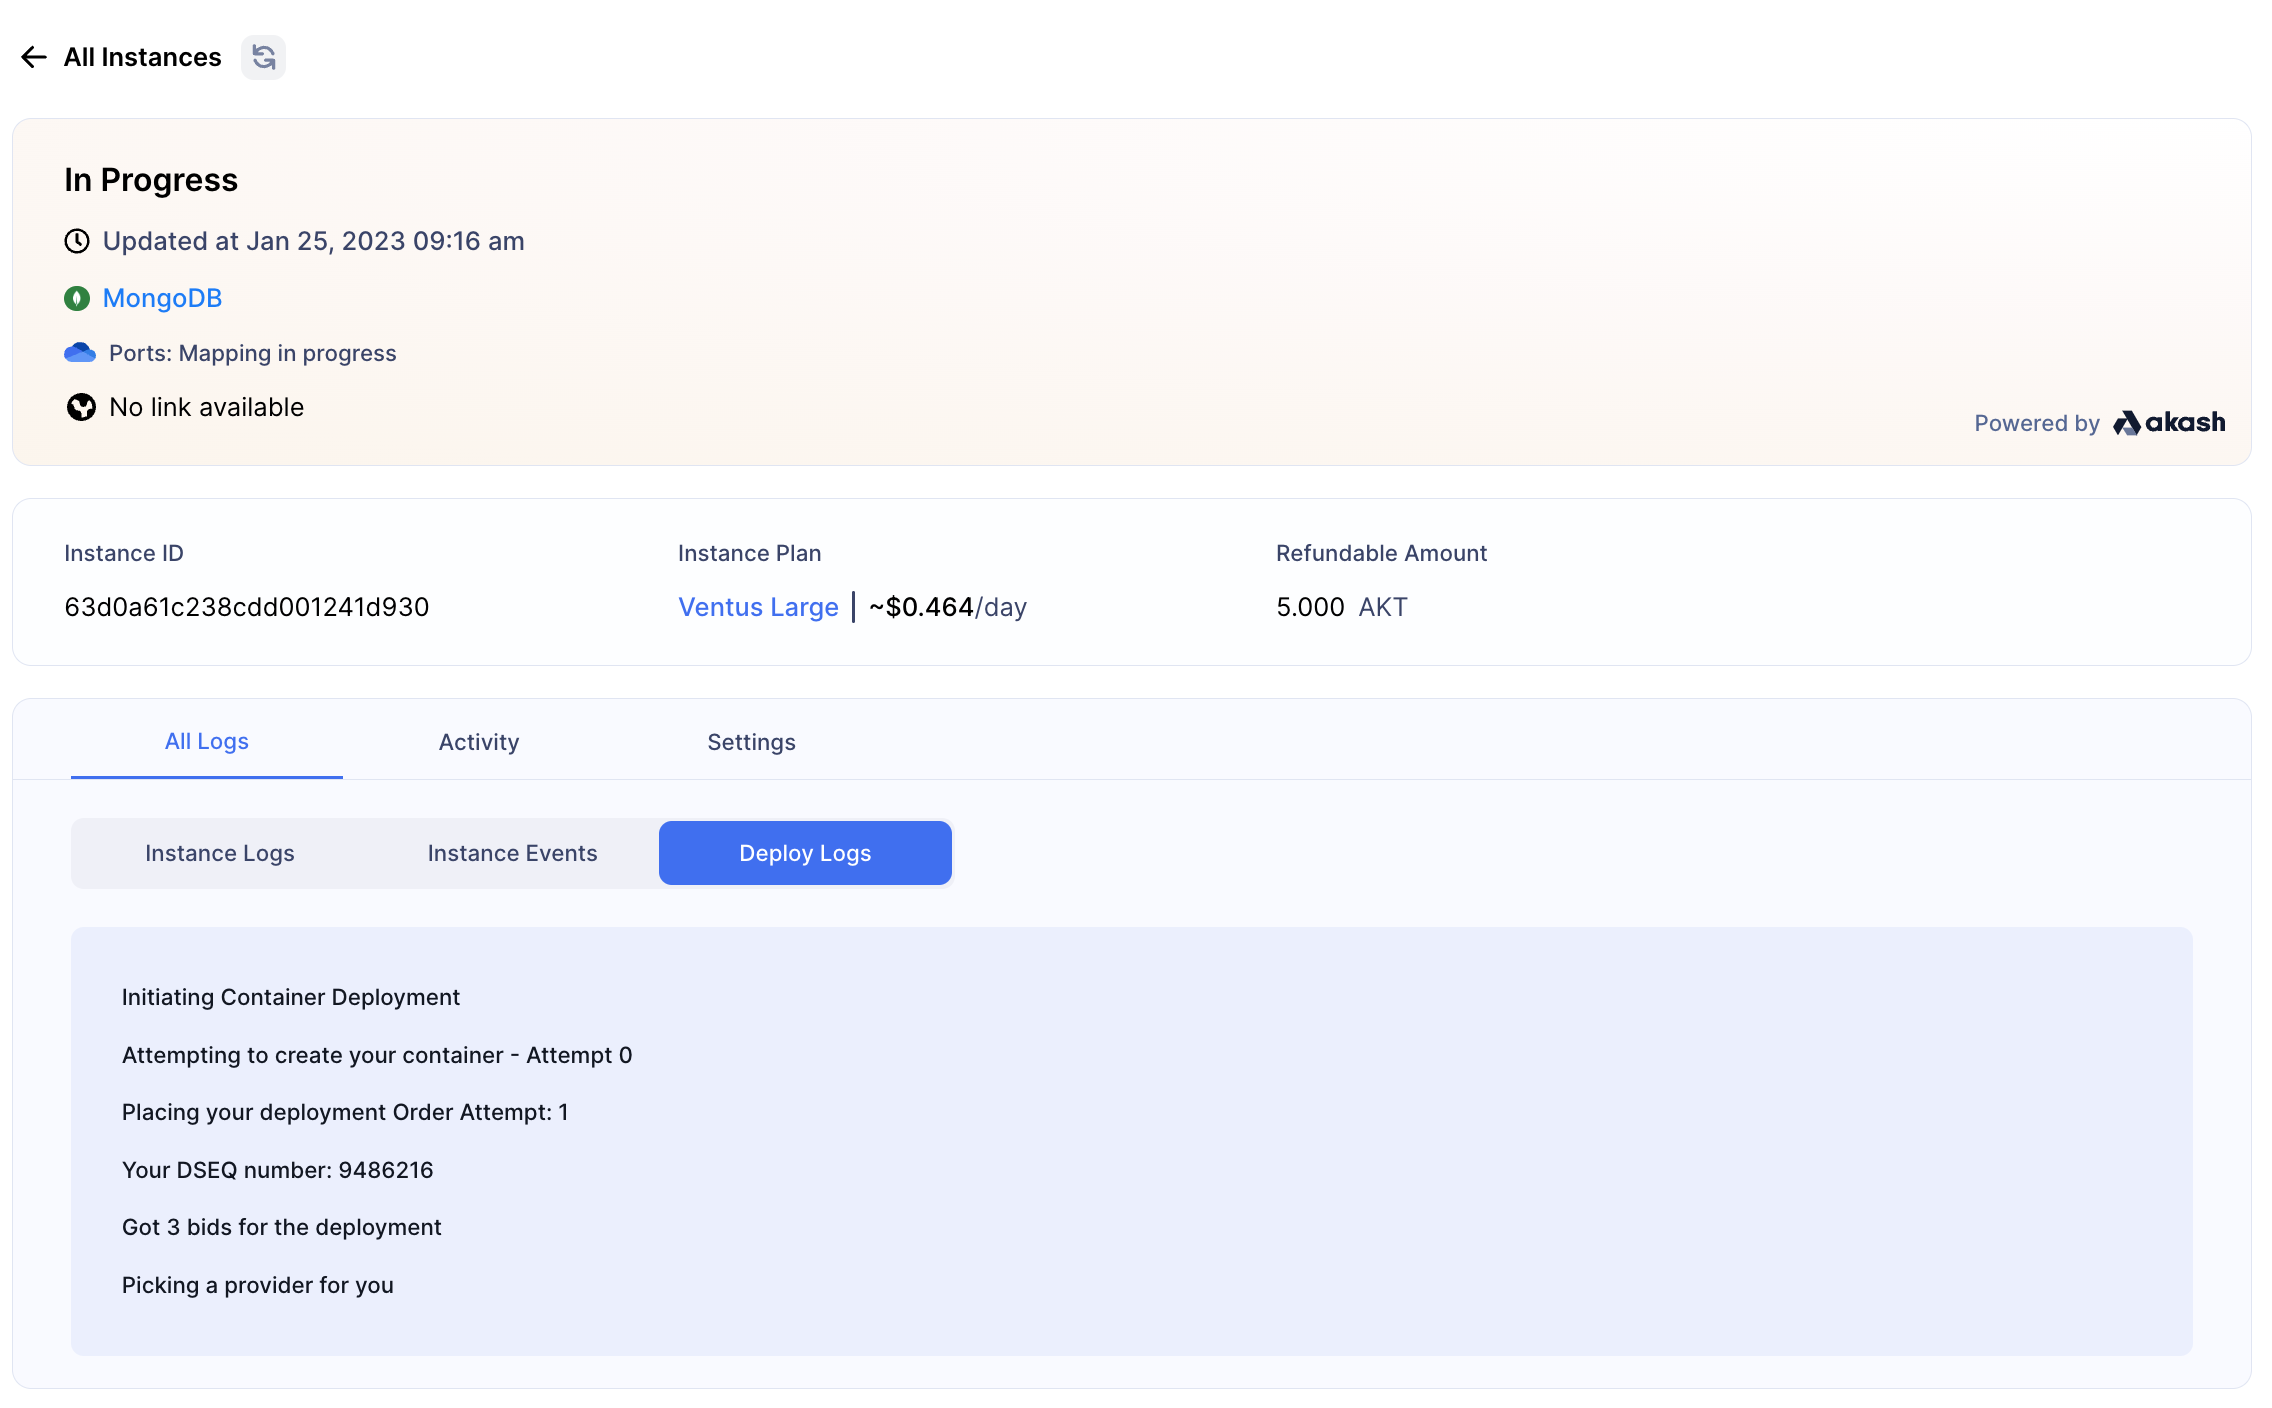 All Instances
In Progress
Updated at Jan 25, 2023 09:16 am
MongoDB
Ports: Mapping in progress
No link available
Powered by akash
Instance ID
Instance Plan
Refundable Amount
63d0a61c238cdd001241d930
Ventus Large | ~$0.464/day
5.000 AKT
All Logs
Activity
Settings
Instance Logs
Instance Events
Deploy Logs
Initiating Container Deployment
Attempting to create your container - Attempt 0
Placing your deployment Order Attempt: 1
Your DSEQ number: 9486216
Got 3 bids for the deployment
Picking a provider for you